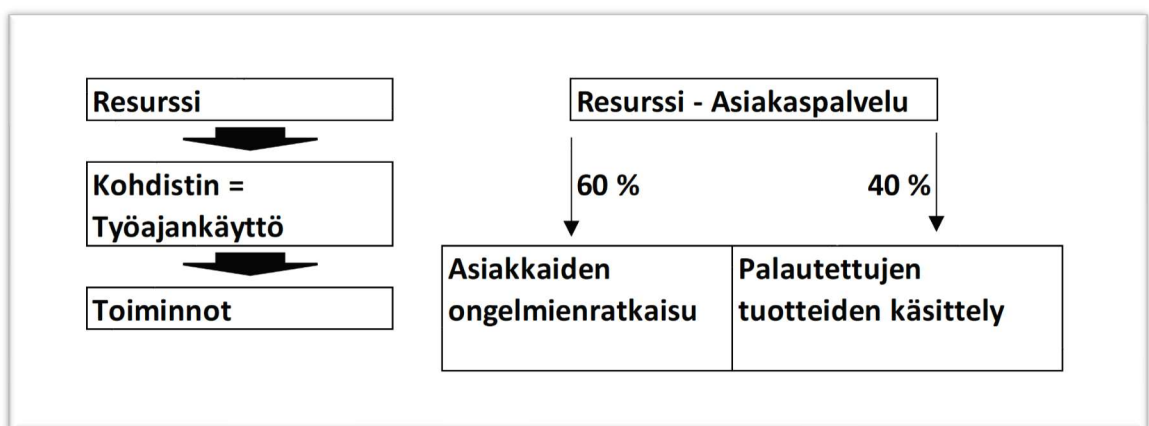 Resurssi
Kohdistin =
Työajankäyttö
Toiminnot
Resurssi - Asiakaspalvelu
60 %
40 %
Asiakkaiden
ongelmienratkaisu
Palautettujen
tuotteiden käsittely